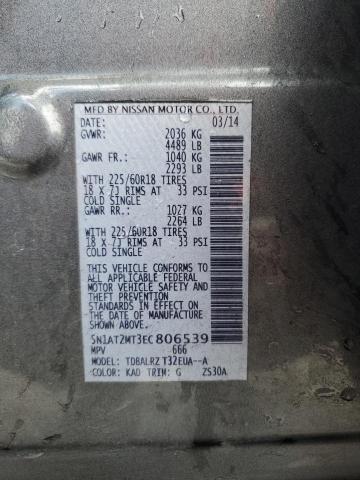 MFD BY NISSAN MOTOR CO., LTD.
DATE: 03/14
GVWR: 2036 KG
4489 LB
GAWR FR.: 1040 KG
2293 LB
WITH 225/60R18 TIRES
18 X 7J RIMS AT 33 PSI
COLD SINGLE
GAWR RR.: 1027 KG
2264 LB
WITH 225/60R18 TIRES
18 X 7J RIMS AT 33 PSI
COLD SINGLE
THIS VEHICLE CONFORMS TO
ALL APPLICABLE FEDERAL
MOTOR VEHICLE SAFETY
AND THEFT PREVENTION
STANDARDS IN EFFECT ON
THE DATE OF MANUFACTURE
SHOWN ABOVE.
5N1AT2MT3EC806539
MPV 666
TYPE: TDBALRZ T32EUA--A
COLOR: KAD TRIM: G ZS30A